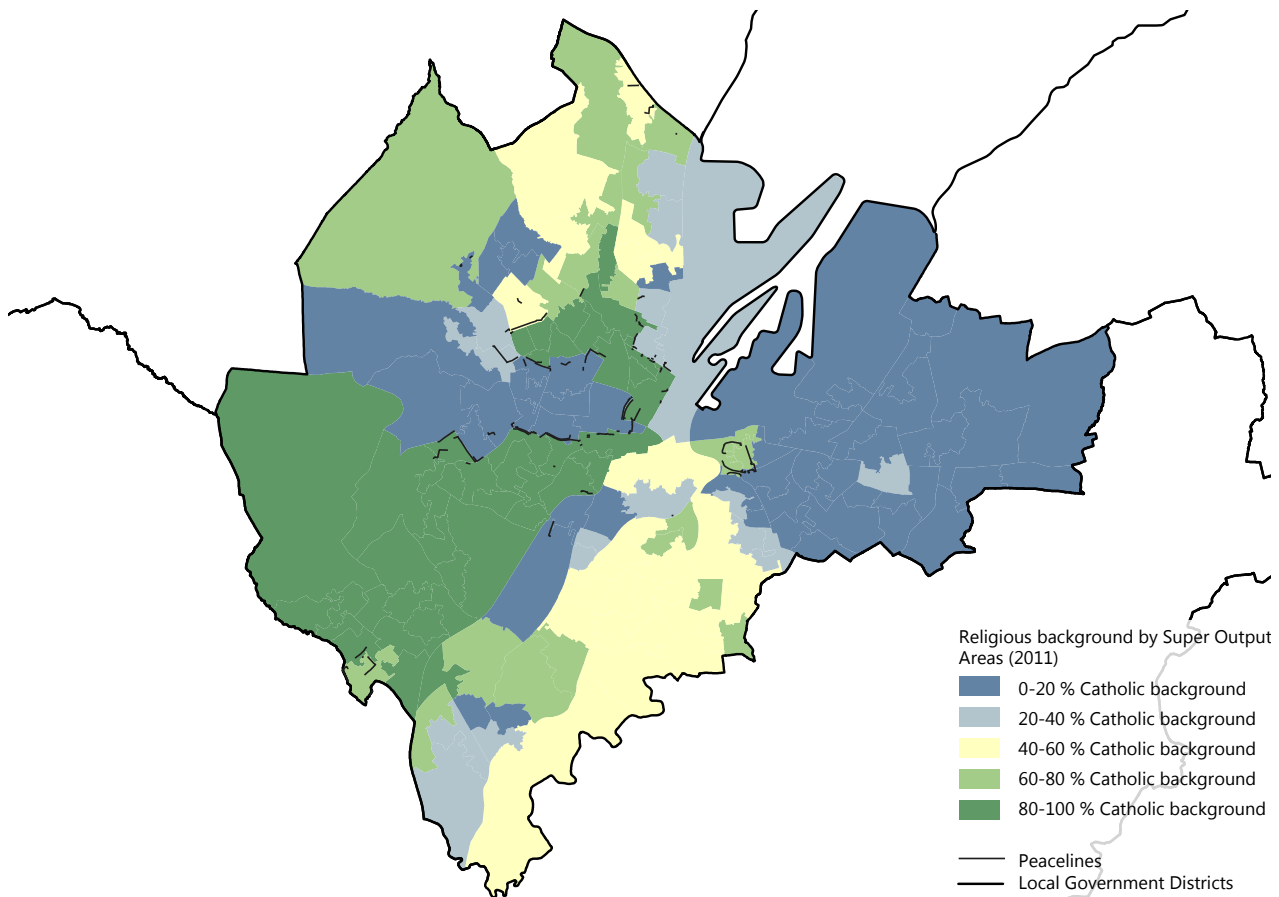 Religious background by Super Output
Areas (2011)
0-20 % Catholic background
20-40 % Catholic background
40-60 % Catholic background
60-80 % Catholic background
80-100 % Catholic background
Peacelines
Local Government Districts